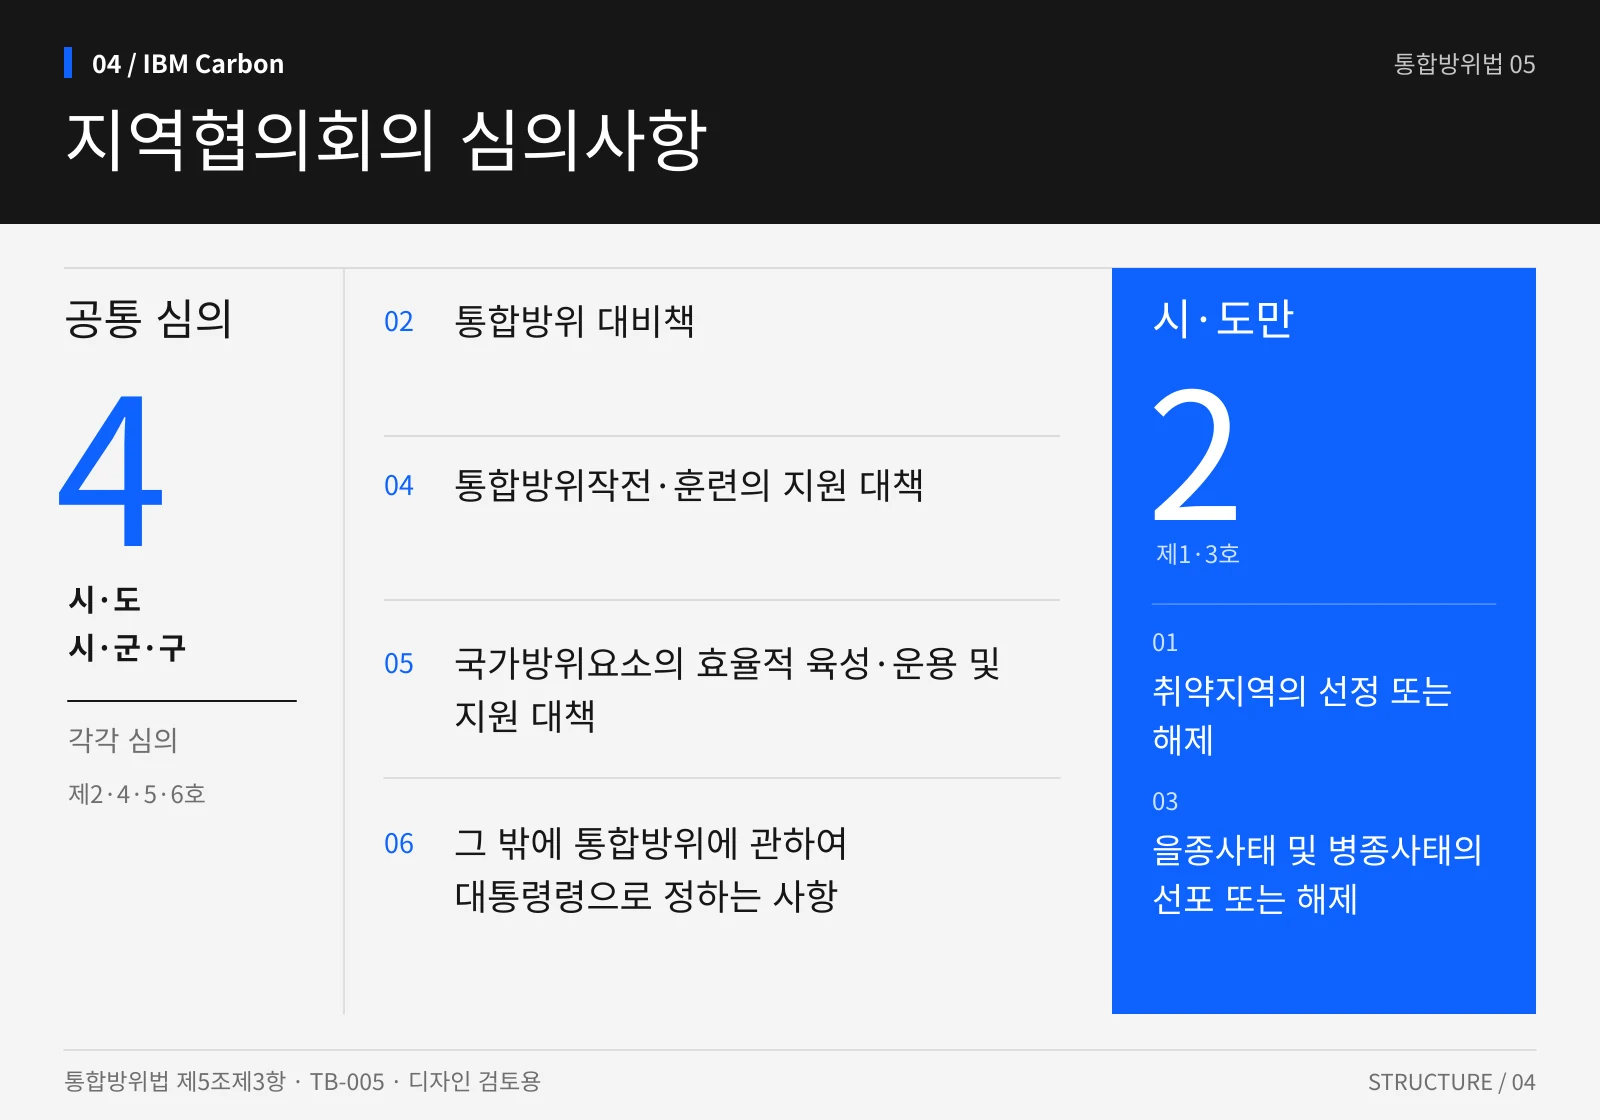 04 / IBM Carbon
통합방위법 05
지역협의회의 심의사항
공통 심의
4
시·도
시·군·구
각각 심의
제2·4·5·6호
02 통합방위 대비책
04 통합방위작전·훈련의 지원 대책
05 국가방위요소의 효율적 육성·운용 및
지원 대책
06 그 밖에 통합방위에 관하여
대통령령으로 정하는 사항
시·도만
2
제1·3호
01
취약지역의 선정 또는
해제
03
을종사태 및 병종사태의
선포 또는 해제
통합방위법 제5조제3항 · TB-005 · 디자인 검토용
STRUCTURE / 04